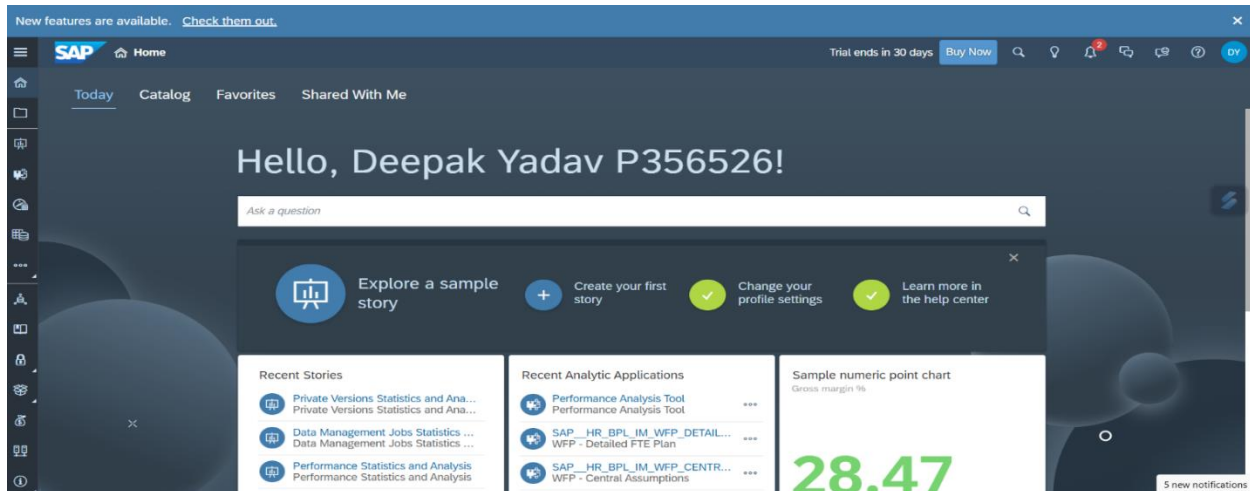 New features are available. Check them out.
SAP Home
Trial ends in 30 days Buy Now 2 DY
Today Catalog Favorites Shared With Me
Hello, Deepak Yadav P356526!
Ask a question
Explore a sample
story
Create your first
story
Change your
profile settings
Learn more in
the help center
Recent Stories
Private Versions Statistics and Ana...
Private Versions Statistics and Ana...
Data Management Jobs Statistics ...
Data Management Jobs Statistics ...
Performance Statistics and Analysis
Performance Statistics and Analysis
Recent Analytic Applications
Performance Analysis Tool
Performance Analysis Tool
SAP__HR_BPL_IM_WFP_DETAIL...
WFP - Detailed FTE Plan
SAP__HR_BPL_IM_WFP_CENTR...
WFP - Central Assumptions
Sample numeric point chart
Gross margin %
28.47
5 new notifications